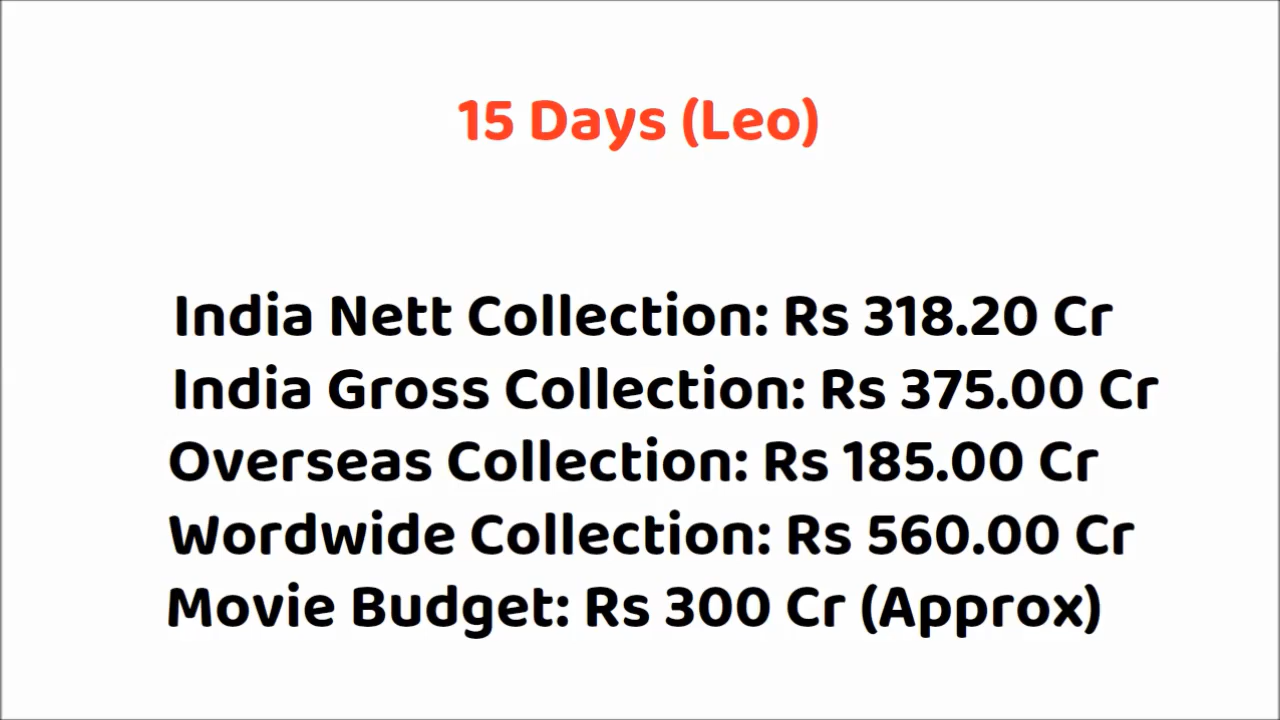 15 Days (Leo)
India Nett Collection: Rs 318.20 Cr
India Gross Collection: Rs 375.00 Cr
Overseas Collection: Rs 185.00 Cr
Wordwide Collection: Rs 560.00 Cr
Movie Budget: Rs 300 Cr (Approx)